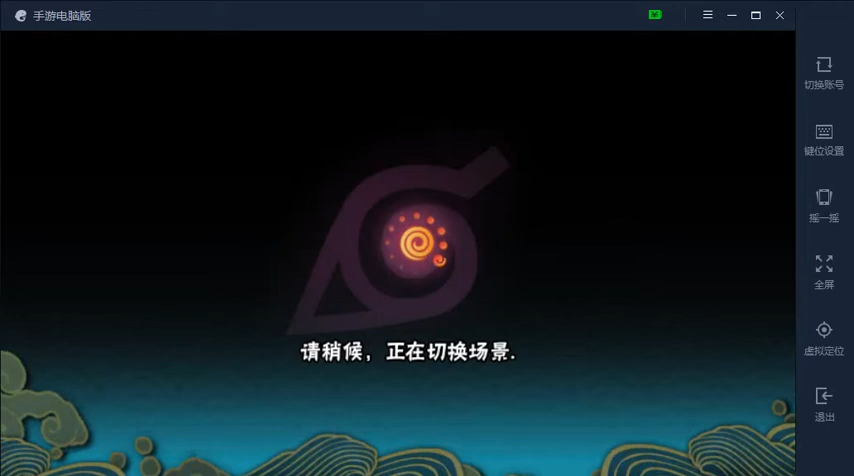 手游电脑版
切换账号
键位设置
摇一摇
全屏
请稍候，正在切换场景.
虚拟定位
退出